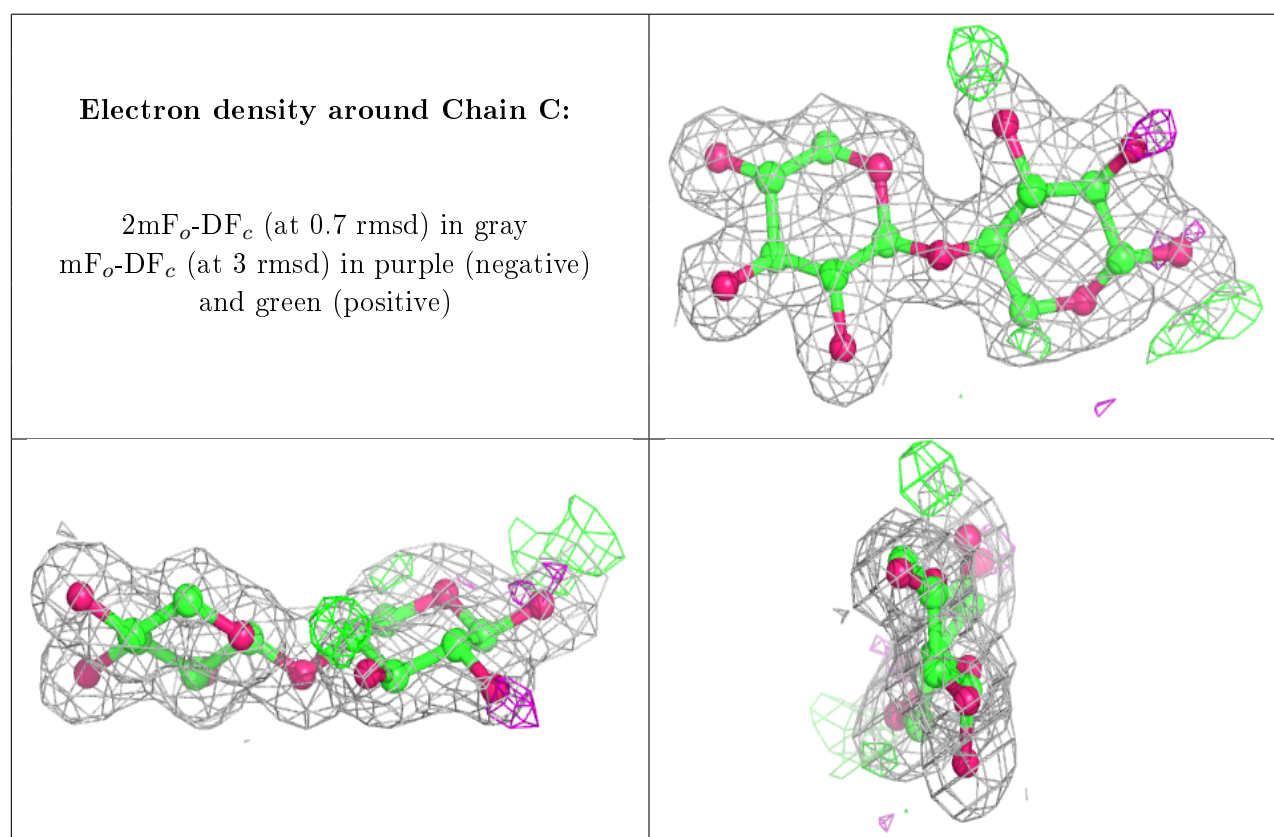 Electron density around Chain C:
2mFₒ-DF𝒸 (at 0.7 rmsd) in gray
mFₒ-DF𝒸 (at 3 rmsd) in purple (negative)
and green (positive)